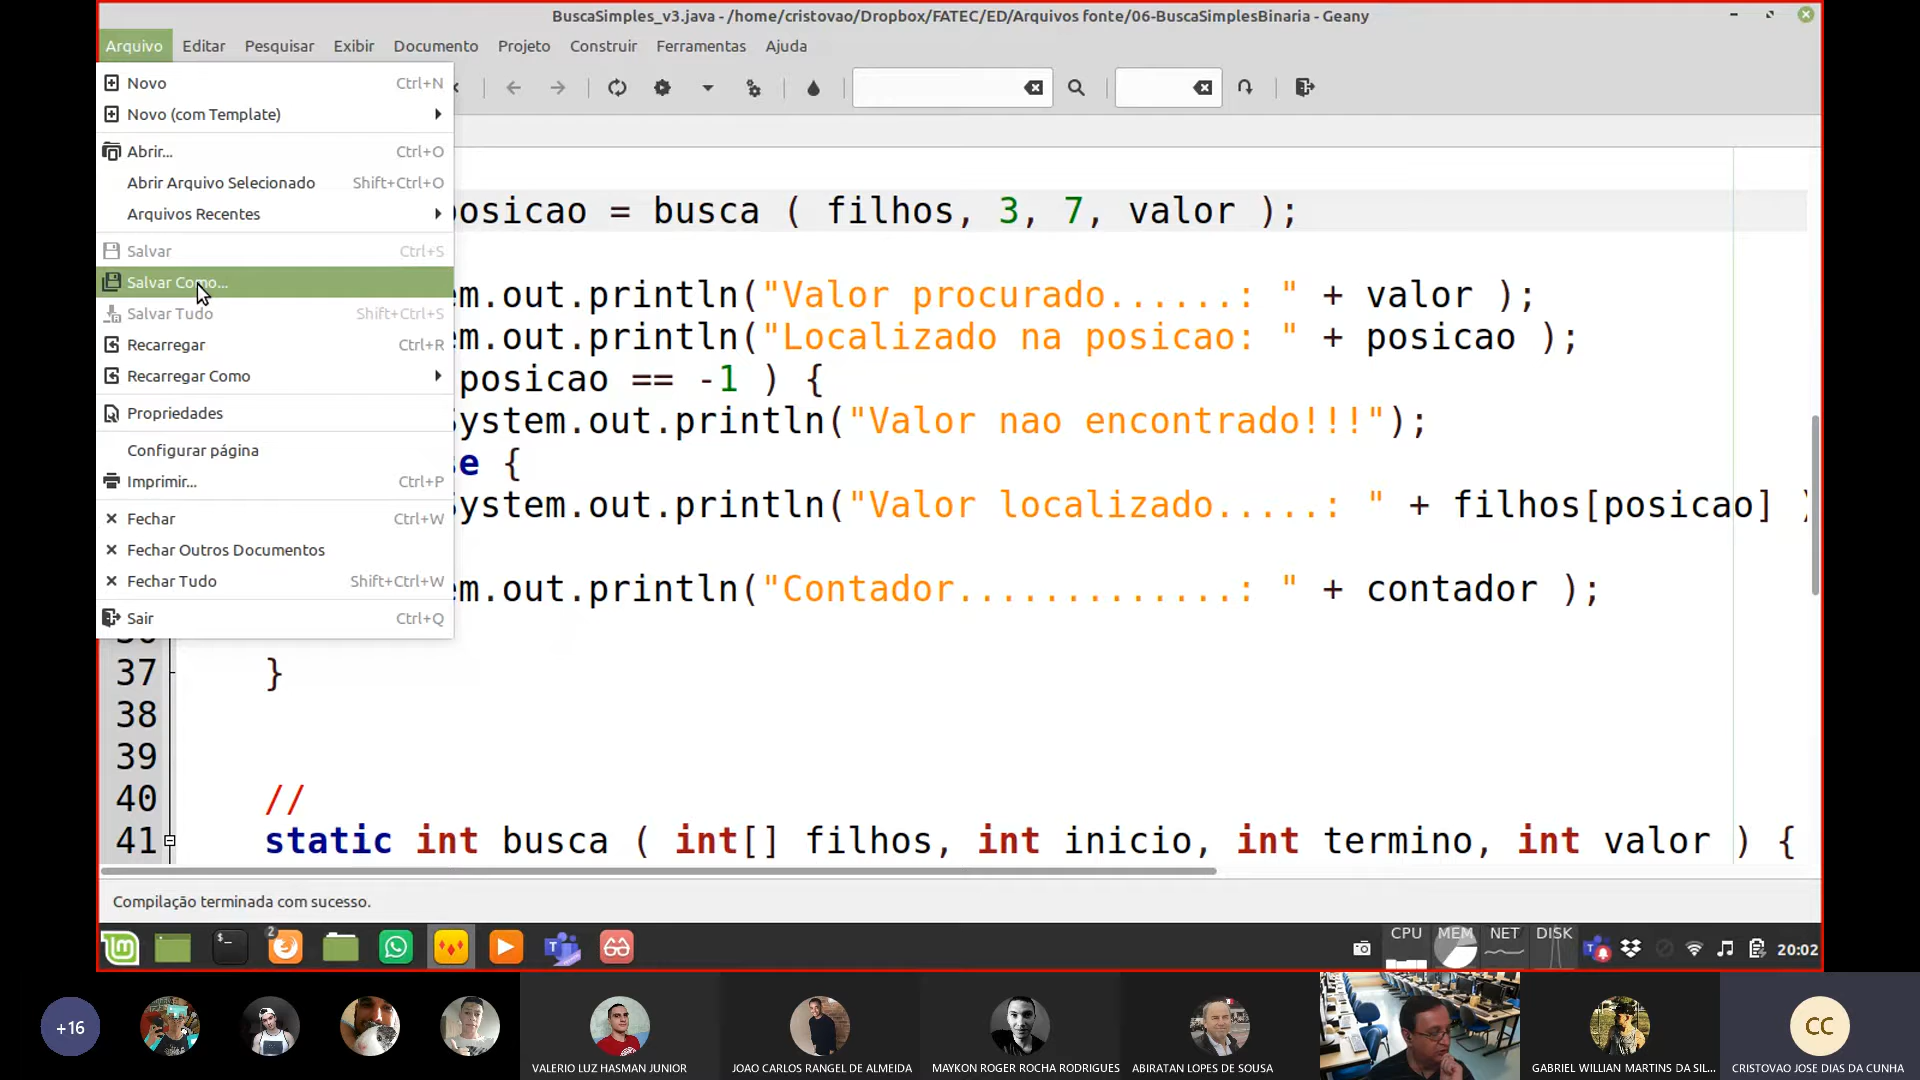 BuscaSimples_v3.java - /home/cristovao/Dropbox/FATEC/ED/Arquivos fonte/06-BuscaSimplesBinaria - Geany
Arquivo Editar Pesquisar Exibir Documento Projeto Construir Ferramentas Ajuda
Novo Ctrl+N
Novo (com Template)
Abrir... Ctrl+O
Abrir Arquivo Selecionado Shift+Ctrl+O
Arquivos Recentes
Salvar Ctrl+S
Salvar Como...
Salvar Tudo Shift+Ctrl+S
Recarregar Ctrl+R
Recarregar Como
Propriedades
Configurar página
Imprimir... Ctrl+P
Fechar Ctrl+W
Fechar Outros Documentos
Fechar Tudo Shift+Ctrl+W
Sair Ctrl+Q
posicao = busca ( filhos, 3, 7, valor );
m.out.println("Valor procurado......: " + valor );
m.out.println("Localizado na posicao: " + posicao );
posicao == -1 ) {
System.out.println("Valor nao encontrado!!!");
e {
System.out.println("Valor localizado.....: " + filhos[posicao] )
m.out.println("Contador.............: " + contador );
37 }
38
39
40 //
41 static int busca ( int[] filhos, int inicio, int termino, int valor ) {
Compilação terminada com sucesso.
2
CPU MEM NET DISK
20:02
+16
VALERIO LUZ HASMAN JUNIOR
JOAO CARLOS RANGEL DE ALMEIDA
MAYKON ROGER ROCHA RODRIGUES
ABIRATAN LOPES DE SOUSA
GABRIEL WILLIAN MARTINS DA SIL...
CC
CRISTOVAO JOSE DIAS DA CUNHA